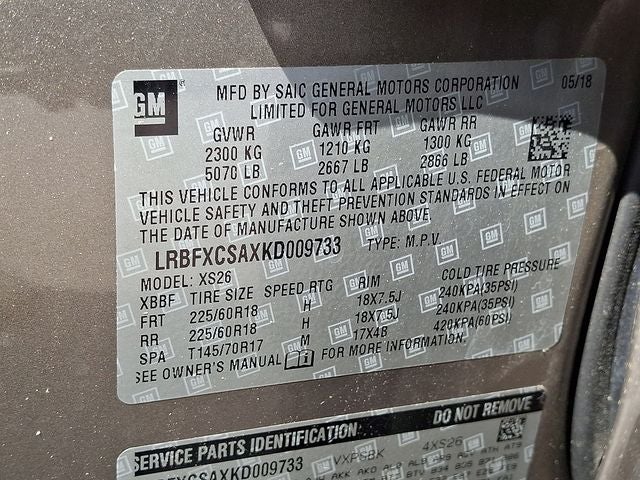 GM
MFD BY SAIC GENERAL MOTORS CORPORATION 05/18
LIMITED FOR GENERAL MOTORS LLC
GVWR GAWR FRT GAWR RR
2300 KG 1210 KG 1300 KG
5070 LB 2667 LB 2866 LB
THIS VEHICLE CONFORMS TO ALL APPLICABLE U.S. FEDERAL MOTOR
VEHICLE SAFETY AND THEFT PREVENTION STANDARDS IN EFFECT ON
THE DATE OF MANUFACTURE SHOWN ABOVE.
LRBFXCSAXKD009733 TYPE: M.P.V.
MODEL: XS26
XBBF TIRE SIZE SPEED RTG RIM COLD TIRE PRESSURE
FRT 225/60R18 H 18X7.5J 240KPA(35PSI)
RR 225/60R18 H 18X7.5J 240KPA(35PSI)
SPA T145/70R17 M 17X4B 420KPA(60PSI)
SEE OWNER'S MANUAL FOR MORE INFORMATION.
SERVICE PARTS IDENTIFICATION DO NOT REMOVE
XCSAXKD009733 4XS26